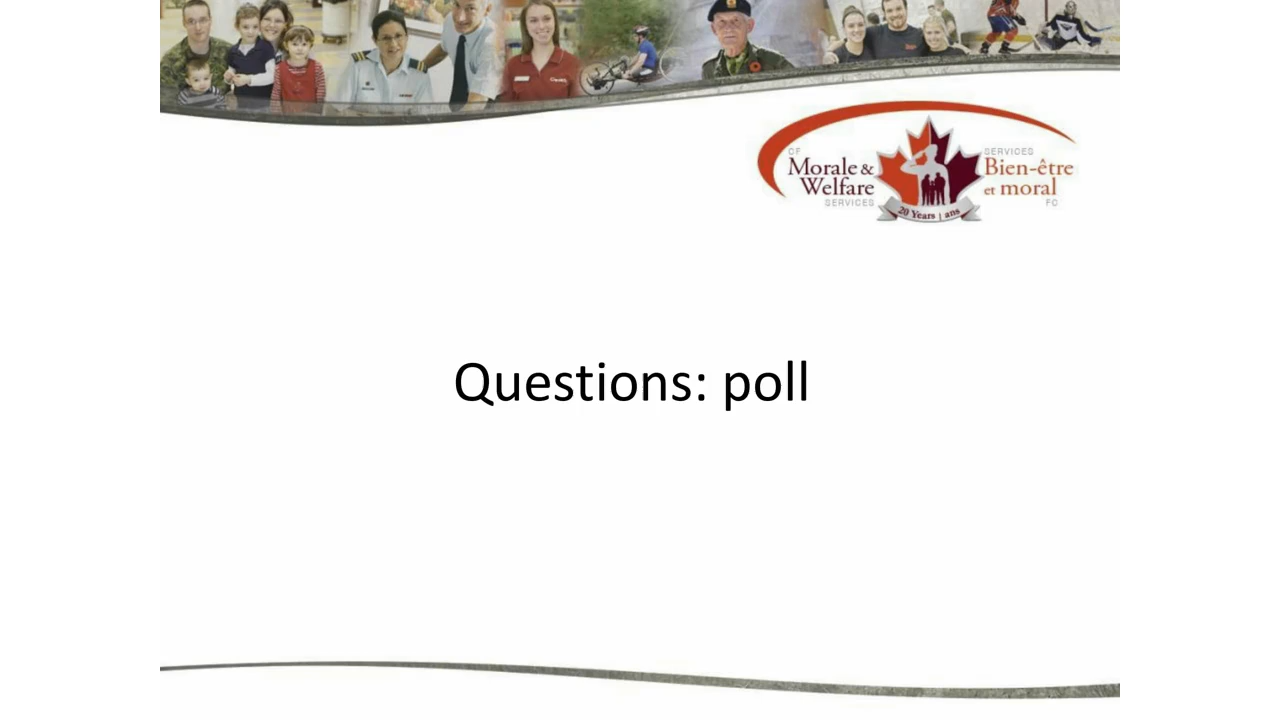 CF
Morale &
Welfare
SERVICES
SERVICES
Bien-être
et moral
FC
20 Years | ans
Questions: poll